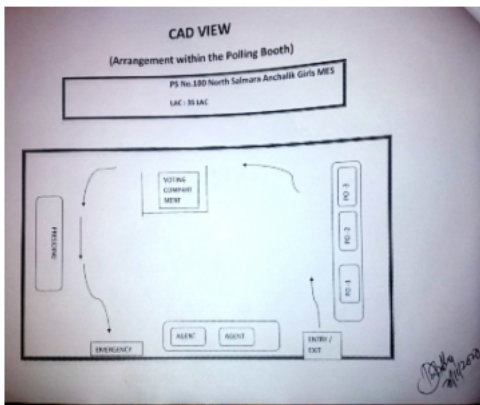 CAD VIEW
(Arrangement within the Polling Booth)
PS No.100 North Salmara Anchalik Girls MES
LAC : 35 LAC
VOTING
COMPART
MENT
PO -3
PO -2
PO -1
PRESIDING
AGENT
AGENT
ENTRY /
EXIT
EMERGENCY